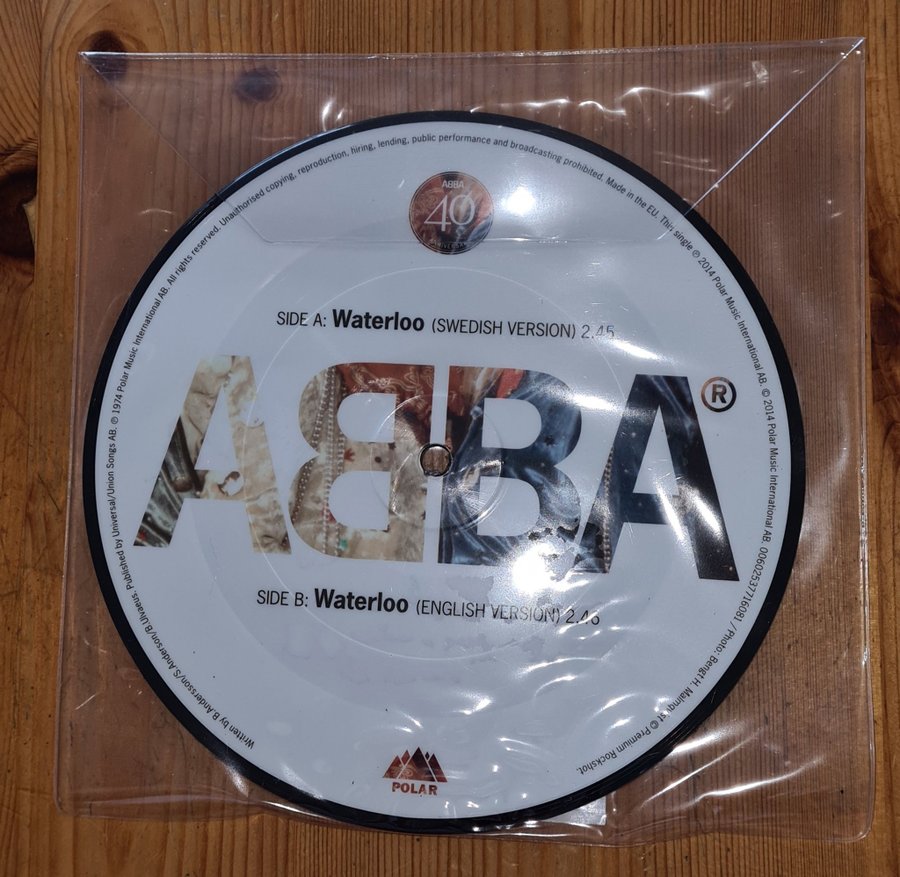 Written by B.Andersson/S.Anderson/B.Ulvaeus. Published by Universal/Union Songs AB. ℗ 1974 Polar Music International AB. All rights reserved. Unauthorised copying, reproduction, hiring, lending, public performance and broadcasting prohibited. Made in the EU. This single ℗ 2014 Polar Music International AB. © 2014 Polar Music International AB. 00602537716081 / Photo: Bengt H. Malmqvist © Premium Rockshot.
ABBA
40
SIDE A: Waterloo (SWEDISH VERSION) 2.45
ABBA®
SIDE B: Waterloo (ENGLISH VERSION) 2.46
POLAR